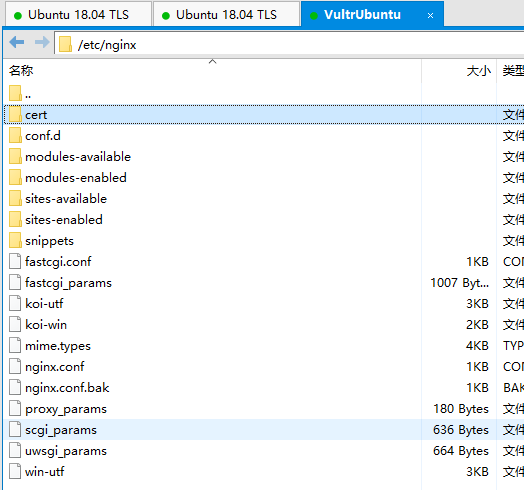 Ubuntu 18.04 TLS Ubuntu 18.04 TLS VultrUbuntu ×
/etc/nginx
名称 大小 类型
..
cert 文件
conf.d 文件
modules-available 文件
modules-enabled 文件
sites-available 文件
sites-enabled 文件
snippets 文件
fastcgi.conf 1KB CON
fastcgi_params 1007 Byt... 文件
koi-utf 3KB 文件
koi-win 2KB 文件
mime.types 4KB TYP
nginx.conf 1KB CON
nginx.conf.bak 1KB BAK
proxy_params 180 Bytes 文件
scgi_params 636 Bytes 文件
uwsgi_params 664 Bytes 文件
win-utf 3KB 文件